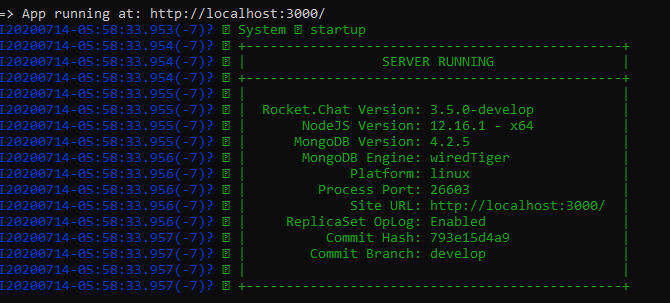 => App running at: http://localhost:3000/
I20200714-05:58:33.953(-7)? � System � startup
I20200714-05:58:33.954(-7)? � +----------------------------------------------+
I20200714-05:58:33.954(-7)? � |                SERVER RUNNING                |
I20200714-05:58:33.954(-7)? � +----------------------------------------------+
I20200714-05:58:33.955(-7)? � |                                              |
I20200714-05:58:33.955(-7)? � |  Rocket.Chat Version: 3.5.0-develop          |
I20200714-05:58:33.955(-7)? � |       NodeJS Version: 12.16.1 - x64          |
I20200714-05:58:33.955(-7)? � |      MongoDB Version: 4.2.5                  |
I20200714-05:58:33.956(-7)? � |       MongoDB Engine: wiredTiger             |
I20200714-05:58:33.956(-7)? � |             Platform: linux                  |
I20200714-05:58:33.956(-7)? � |         Process Port: 26603                  |
I20200714-05:58:33.956(-7)? � |             Site URL: http://localhost:3000/  |
I20200714-05:58:33.956(-7)? � |     ReplicaSet OpLog: Enabled                |
I20200714-05:58:33.957(-7)? � |          Commit Hash: 793e15d4a9             |
I20200714-05:58:33.957(-7)? � |        Commit Branch: develop                |
I20200714-05:58:33.957(-7)? � |                                              |
I20200714-05:58:33.957(-7)? � +----------------------------------------------+